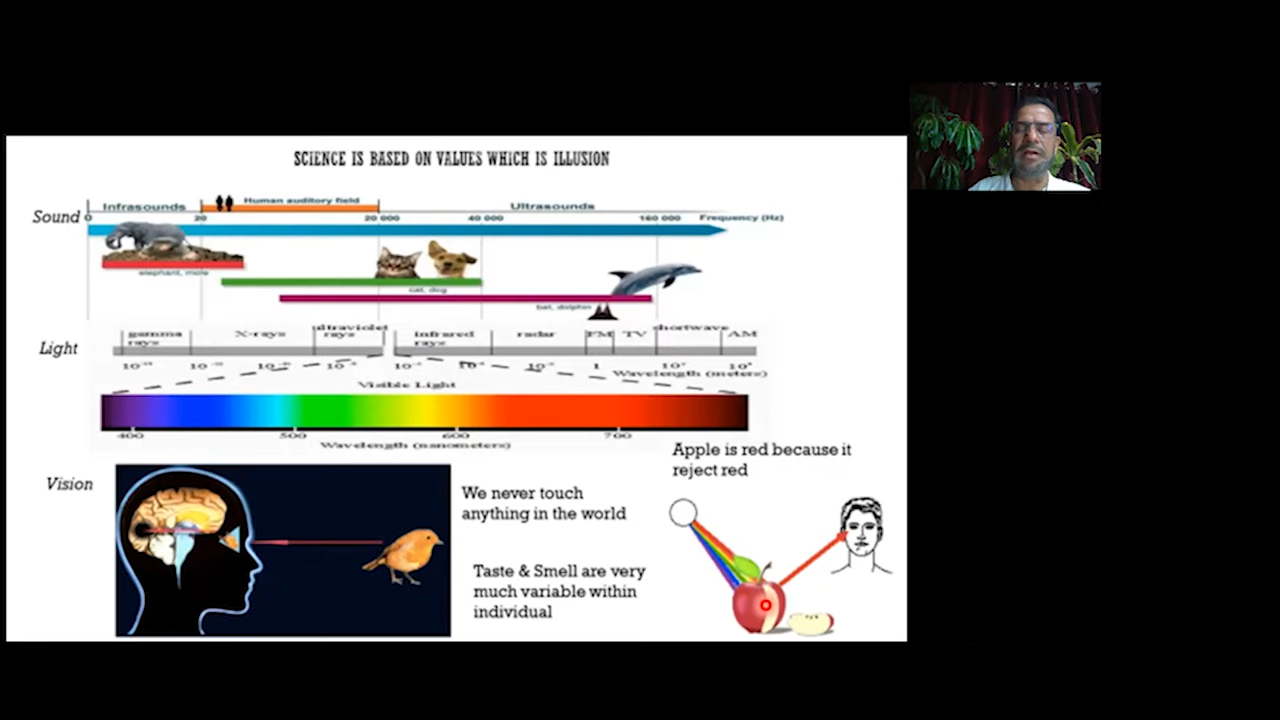 SCIENCE IS BASED ON VALUES WHICH IS ILLUSION
Sound
Infrasounds
Human auditory field
Ultrasounds
0 20 20 000 40 000 160 000 Frequency (Hz)
elephant, mole
cat, dog
bat, dolphin
Light
gamma rays
X-rays
ultraviolet rays
infrared rays
radar
FM
TV
shortwave
AM
1
Wavelength (meters)
Visible Light
400 500 600 700
Wavelength (nanometers)
Apple is red because it
reject red
Vision
We never touch
anything in the world
Taste & Smell are very
much variable within
individual